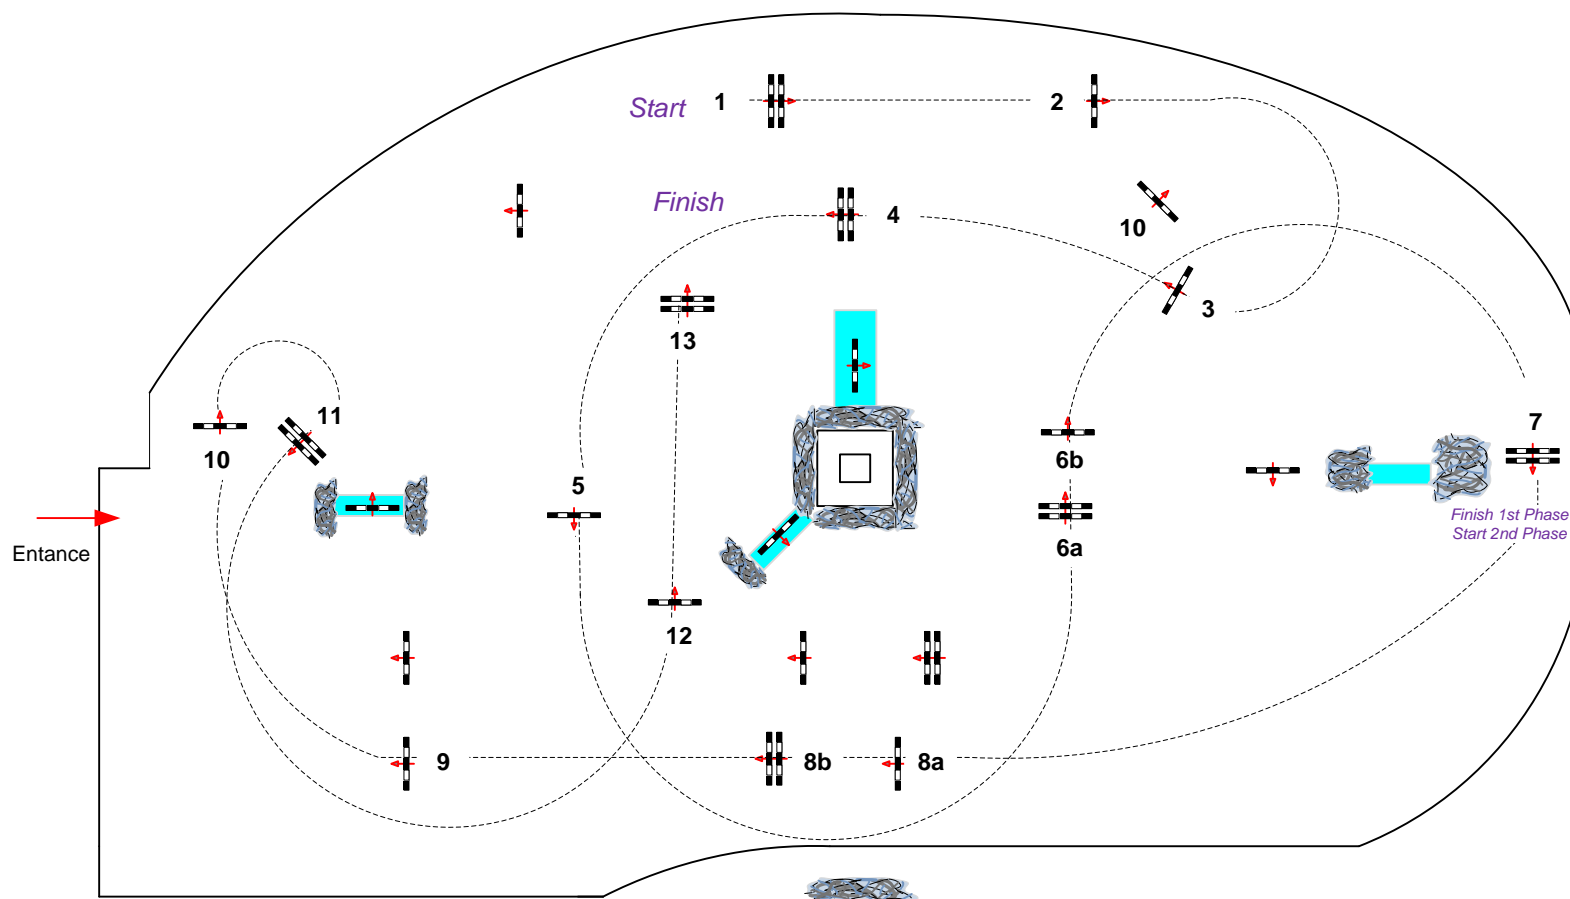 Start 1 2
Finish 4 10
3
13
11
10
5
6b
7
6a
Finish 1st Phase
Start 2nd Phase
Entance
12
9 8b 8a